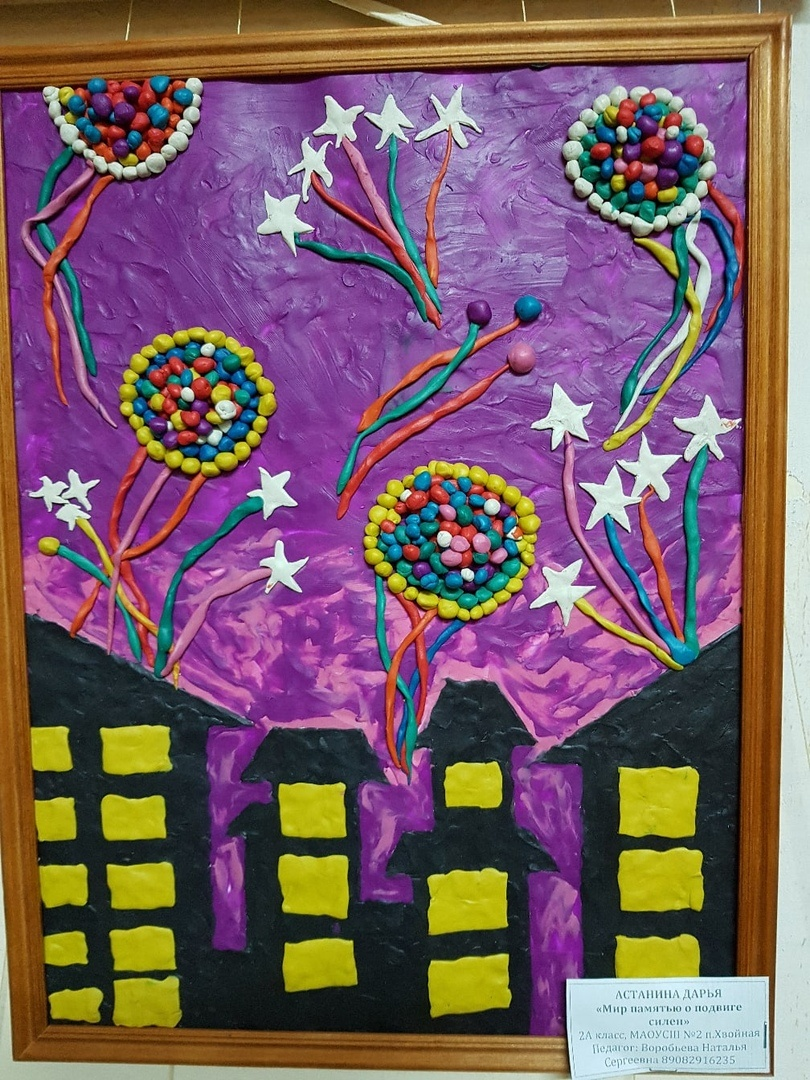 АСТАНИНА ДАРЬЯ
«Мир памятью о подвиге
силен»
2А класс, МАОУСШ №2 п.Хвойная
Педагог: Воробьева Наталья
Сергеевна 89082916235